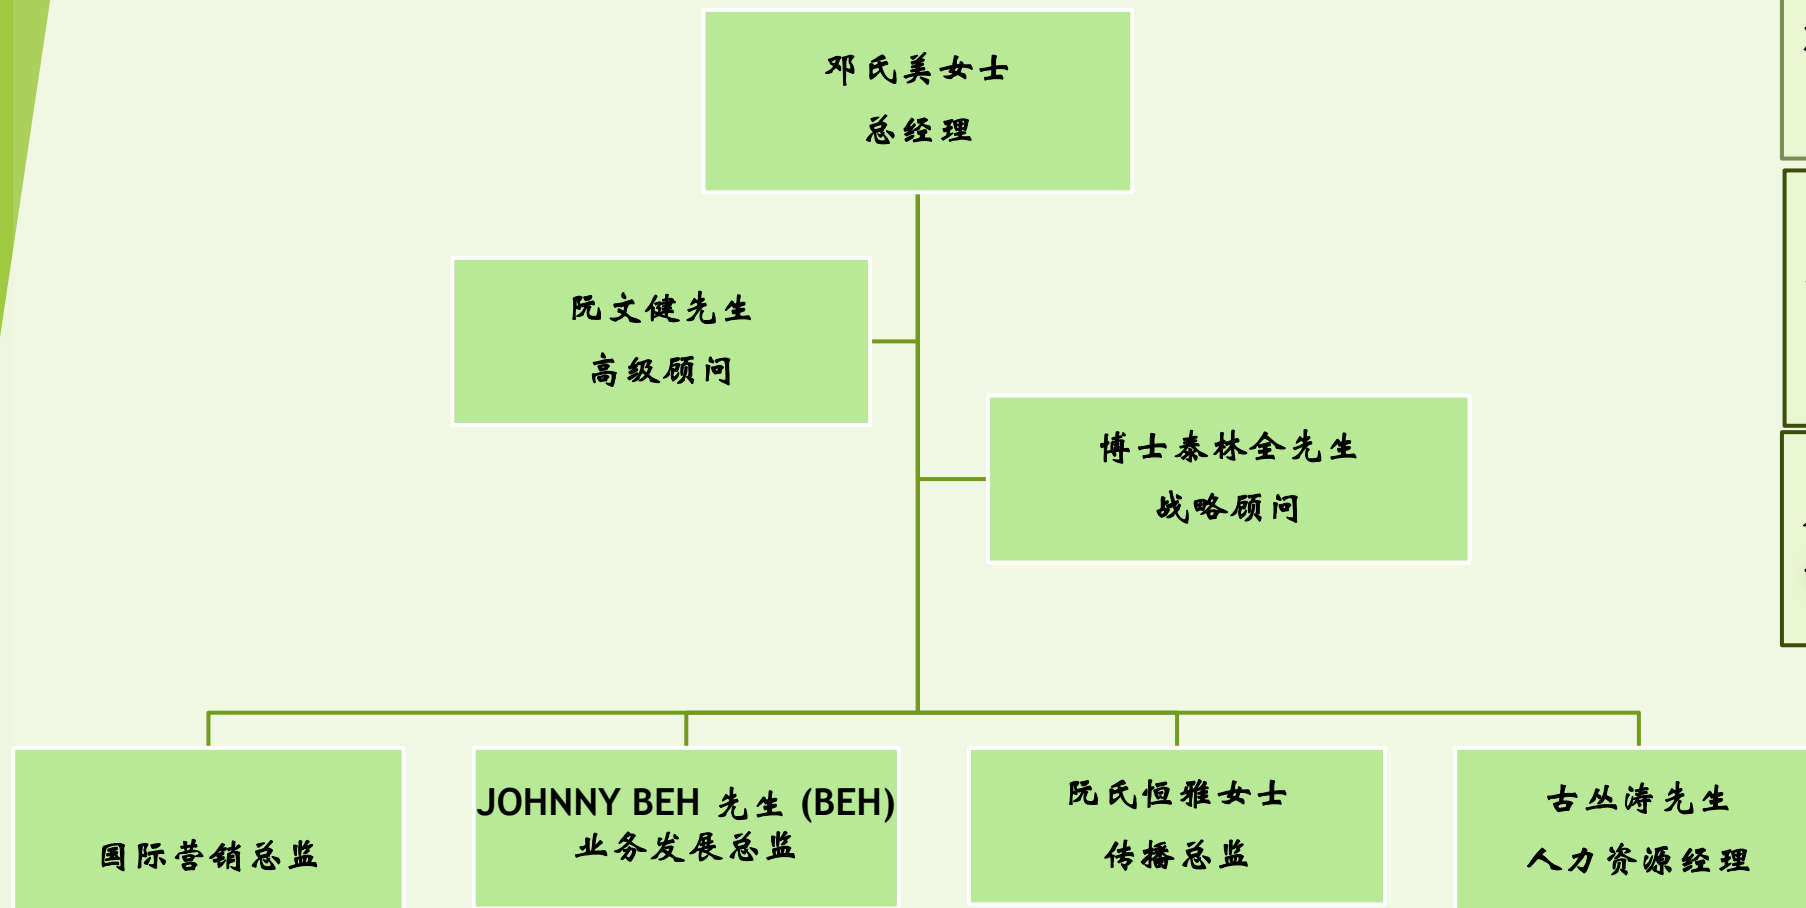 邓氏美女士
总经理
阮文健先生
高级顾问
博士泰林全先生
战略顾问
国际营销总监
JOHNNY BEH 先生 (BEH)
业务发展总监
阮氏恒雅女士
传播总监
古丛涛先生
人力资源经理